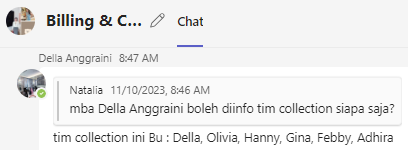 Billing & C...
Chat
Della Anggraini 8:47 AM
Natalia 11/10/2023, 8:46 AM
mba Della Anggraini boleh diinfo tim collection siapa saja?
tim collection ini Bu : Della, Olivia, Hanny, Gina, Febby, Adhira